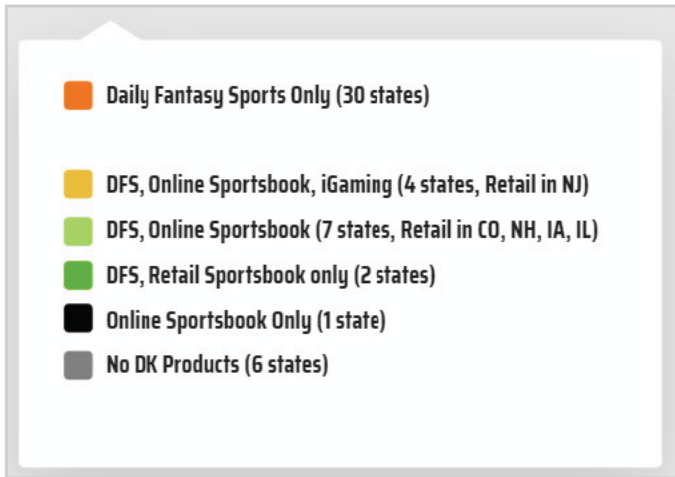 Daily Fantasy Sports Only (30 states)
DFS, Online Sportsbook, iGaming (4 states, Retail in NJ)
DFS, Online Sportsbook (7 states, Retail in CO, NH, IA, IL)
DFS, Retail Sportsbook only (2 states)
Online Sportsbook Only (1 state)
No DK Products (6 states)